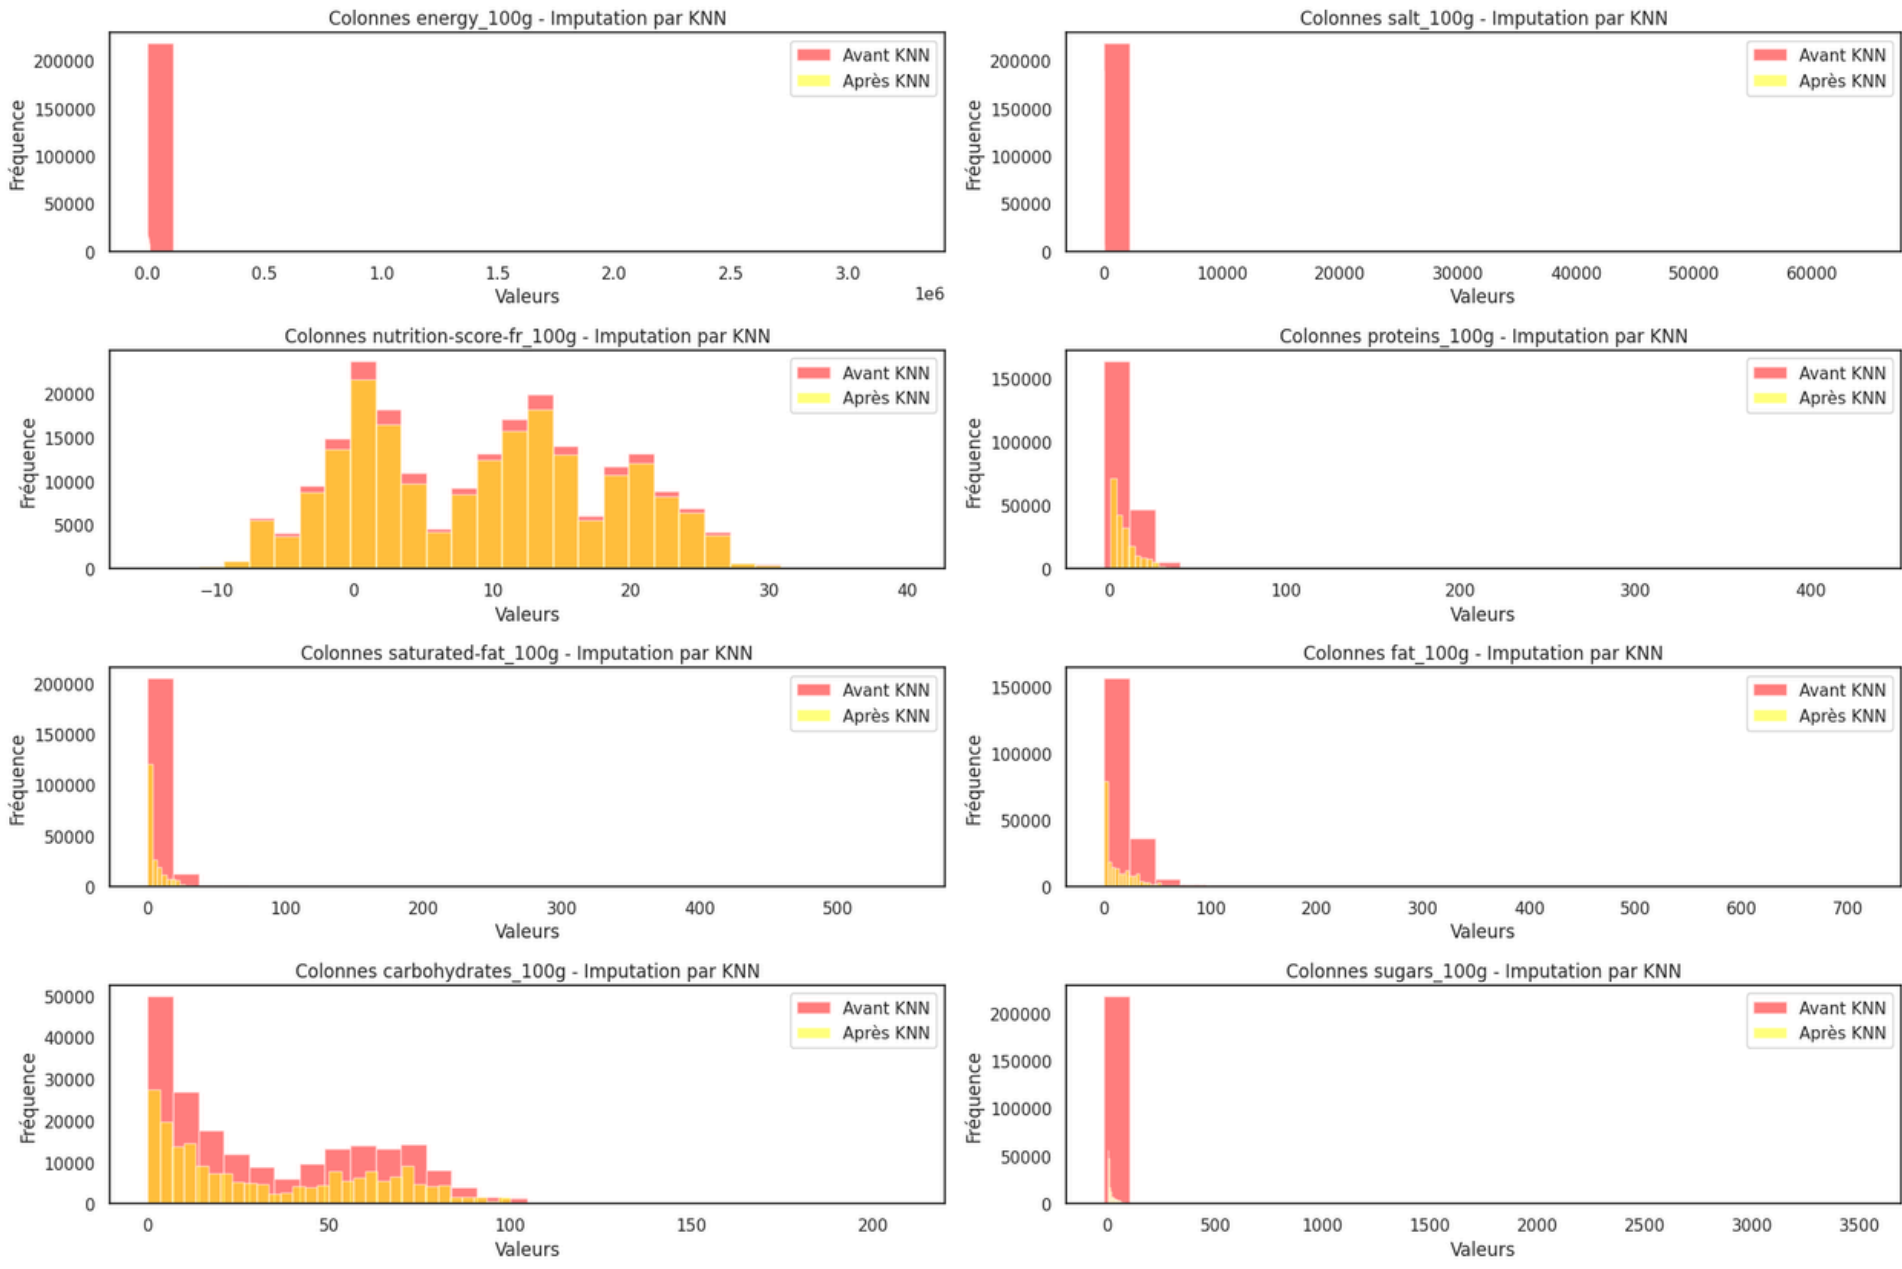 Colonnes energy_100g - Imputation par KNN
Fréquence
200000
150000
100000
50000
0
Avant KNN
Après KNN
0.0 0.5 1.0 1.5 2.0 2.5 3.0
1e6
Valeurs
Colonnes salt_100g - Imputation par KNN
Fréquence
200000
150000
100000
50000
0
Avant KNN
Après KNN
0 10000 20000 30000 40000 50000 60000
Valeurs
Colonnes nutrition-score-fr_100g - Imputation par KNN
Fréquence
20000
15000
10000
5000
0
Avant KNN
Après KNN
−10 0 10 20 30 40
Valeurs
Colonnes proteins_100g - Imputation par KNN
Fréquence
150000
100000
50000
0
Avant KNN
Après KNN
0 100 200 300 400
Valeurs
Colonnes saturated-fat_100g - Imputation par KNN
Fréquence
200000
150000
100000
50000
0
Avant KNN
Après KNN
0 100 200 300 400 500
Valeurs
Colonnes fat_100g - Imputation par KNN
Fréquence
150000
100000
50000
0
Avant KNN
Après KNN
0 100 200 300 400 500 600 700
Valeurs
Colonnes carbohydrates_100g - Imputation par KNN
Fréquence
50000
40000
30000
20000
10000
0
Avant KNN
Après KNN
0 50 100 150 200
Valeurs
Colonnes sugars_100g - Imputation par KNN
Fréquence
200000
150000
100000
50000
0
Avant KNN
Après KNN
0 500 1000 1500 2000 2500 3000 3500
Valeurs